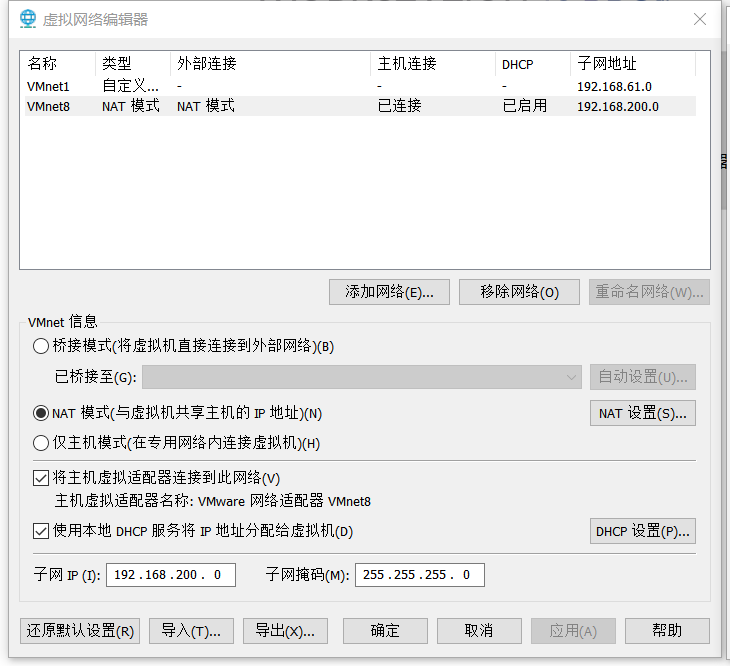 虚拟网络编辑器
名称 类型 外部连接 主机连接 DHCP 子网地址
VMnet1 自定义... - - - 192.168.61.0
VMnet8 NAT 模式 NAT 模式 已连接 已启用 192.168.200.0
添加网络(E)... 移除网络(O) 重命名网络(W)...
VMnet 信息
桥接模式(将虚拟机直接连接到外部网络)(B)
已桥接至(G): 自动设置(U)...
NAT 模式(与虚拟机共享主机的 IP 地址)(N) NAT 设置(S)...
仅主机模式(在专用网络内连接虚拟机)(H)
将主机虚拟适配器连接到此网络(V)
主机虚拟适配器名称: VMware 网络适配器 VMnet8
使用本地 DHCP 服务将 IP 地址分配给虚拟机(D) DHCP 设置(P)...
子网 IP (I): 192.168.200. 0 子网掩码(M): 255.255.255. 0
还原默认设置(R) 导入(T)... 导出(X)... 确定 取消 应用(A) 帮助